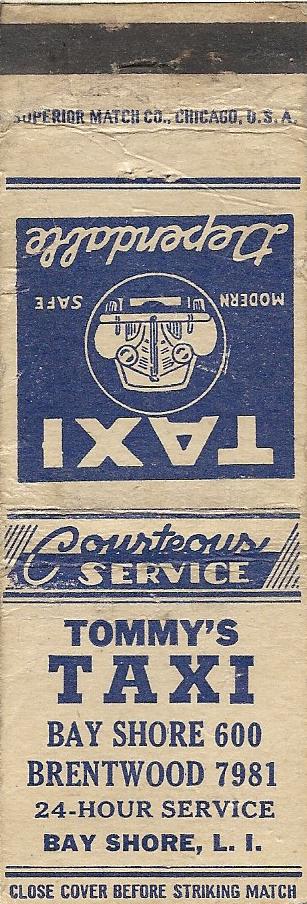 SUPERIOR MATCH CO., CHICAGO, U.S.A.
TAXI
MODERN SAFE
Dependable
Courteous
SERVICE
TOMMY'S
TAXI
BAY SHORE 600
BRENTWOOD 7981
24-HOUR SERVICE
BAY SHORE, L. I.
CLOSE COVER BEFORE STRIKING MATCH